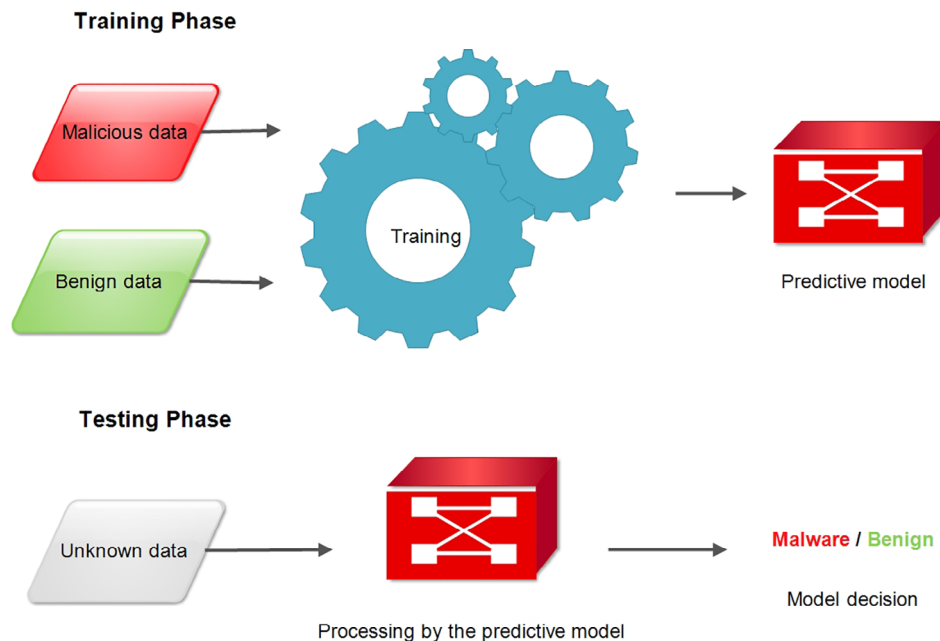 Training Phase
Malicious data
Training
Benign data
Predictive model
Testing Phase
Unknown data
Malware / Benign
Model decision
Processing by the predictive model